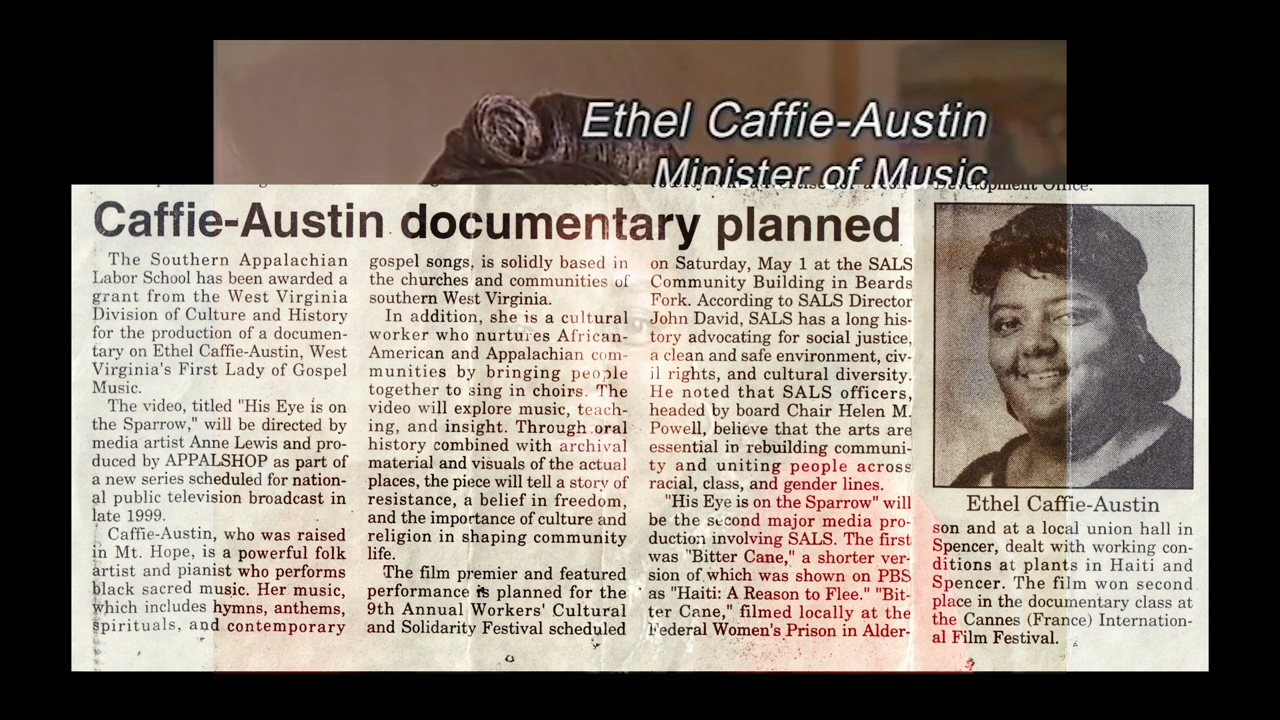 Ethel Caffie-Austin
Minister of Music
Development Office.
Caffie-Austin documentary planned
The Southern Appalachian
Labor School has been awarded a
grant from the West Virginia
Division of Culture and History
for the production of a documen-
tary on Ethel Caffie-Austin, West
Virginia's First Lady of Gospel
Music.
The video, titled "His Eye is on
the Sparrow," will be directed by
media artist Anne Lewis and pro-
duced by APPALSHOP as part of
a new series scheduled for nation-
al public television broadcast in
late 1999.
Caffie-Austin, who was raised
in Mt. Hope, is a powerful folk
artist and pianist who performs
black sacred music. Her music,
which includes hymns, anthems,
spirituals, and contemporary
gospel songs, is solidly based in
the churches and communities of
southern West Virginia.
In addition, she is a cultural
worker who nurtures African-
American and Appalachian com-
munities by bringing people
together to sing in choirs. The
video will explore music, teach-
ing, and insight. Through oral
history combined with archival
material and visuals of the actual
places, the piece will tell a story of
resistance, a belief in freedom,
and the importance of culture and
religion in shaping community
life.
The film premier and featured
performance is planned for the
9th Annual Workers' Cultural
and Solidarity Festival scheduled
on Saturday, May 1 at the SALS
Community Building in Beards
Fork. According to SALS Director
John David, SALS has a long his-
tory advocating for social justice,
a clean and safe environment, civ-
il rights, and cultural diversity.
He noted that SALS officers,
headed by board Chair Helen M.
Powell, believe that the arts are
essential in rebuilding communi-
ty and uniting people across
racial, class, and gender lines.
"His Eye is on the Sparrow" will
be the second major media pro-
duction involving SALS. The first
was "Bitter Cane," a shorter ver-
sion of which was shown on PBS
as "Haiti: A Reason to Flee." "Bit-
ter Cane," filmed locally at the
Federal Women's Prison in Alder-
Ethel Caffie-Austin
son and at a local union hall in
Spencer, dealt with working con-
ditions at plants in Haiti and
Spencer. The film won second
place in the documentary class at
the Cannes (France) Internation-
al Film Festival.